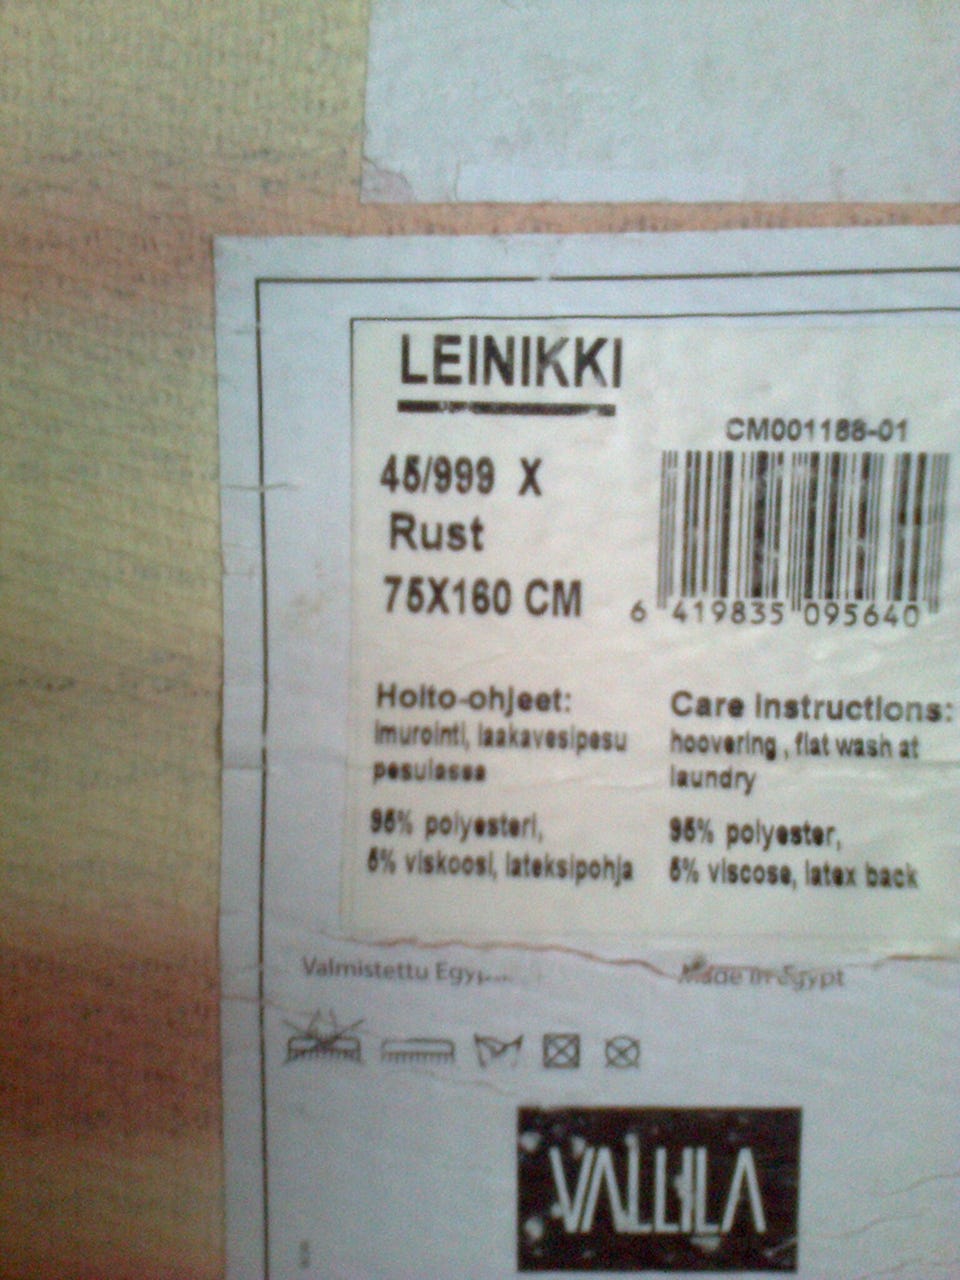 LEINIKKI
CM001188-01
45/999 X
Rust
75X160 CM
6 419835 095640
Hoito-ohjeet:
imurointi, laakavesipesu
pesulassa
95% polyesteri,
5% viskoosi, lateksipohja
Care instructions:
hoovering , flat wash at
laundry
95% polyester,
5% viscose, latex back
Valmistettu
Made in Egypt
VALLILA